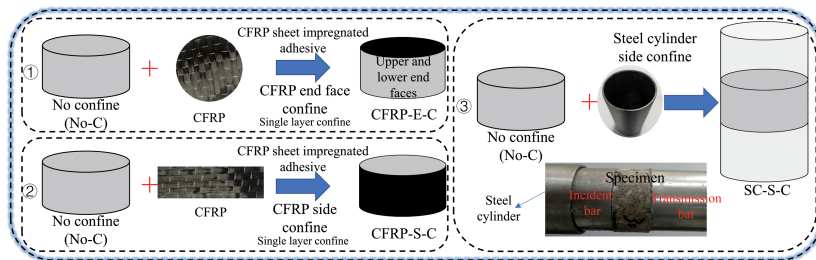 ①
No confine
(No-C)
CFRP
CFRP sheet impregnated
adhesive
CFRP end face
confine
Single layer confine
Upper and
lower end
faces
CFRP-E-C
②
No confine
(No-C)
CFRP
CFRP sheet impregnated
adhesive
CFRP side
confine
Single layer confine
CFRP-S-C
③
No confine
(No-C)
Steel cylinder
side confine
SC-S-C
Steel
cylinder
Specimen
Incident
bar
Transmission
bar